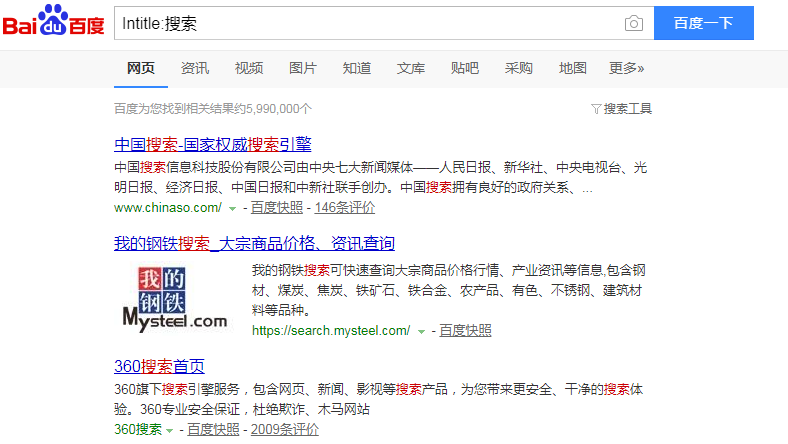 Bai du 百度
Intitle:搜索
百度一下
网页 资讯 视频 图片 知道 文库 贴吧 采购 地图 更多»
百度为您找到相关结果约5,990,000个
搜索工具
中国搜索-国家权威搜索引擎
中国搜索信息科技股份有限公司由中央七大新闻媒体——人民日报、新华社、中央电视台、光
明日报、经济日报、中国日报和中新社联手创办。中国搜索拥有良好的政府关系、...
www.chinaso.com/ - 百度快照 - 146条评价
我的钢铁搜索_大宗商品价格、资讯查询
我的
钢铁
Mysteel.com
我的钢铁搜索可快速查询大宗商品价格行情、产业资讯等信息,包含钢
材、煤炭、焦炭、铁矿石、铁合金、农产品、有色、不锈钢、建筑材
料等品种。
https://search.mysteel.com/ - 百度快照
360搜索首页
360旗下搜索引擎服务，包含网页、新闻、影视等搜索产品，为您带来更安全、干净的搜索体
验。360专业安全保证，杜绝欺诈、木马网站
360搜索 - 百度快照 - 2009条评价